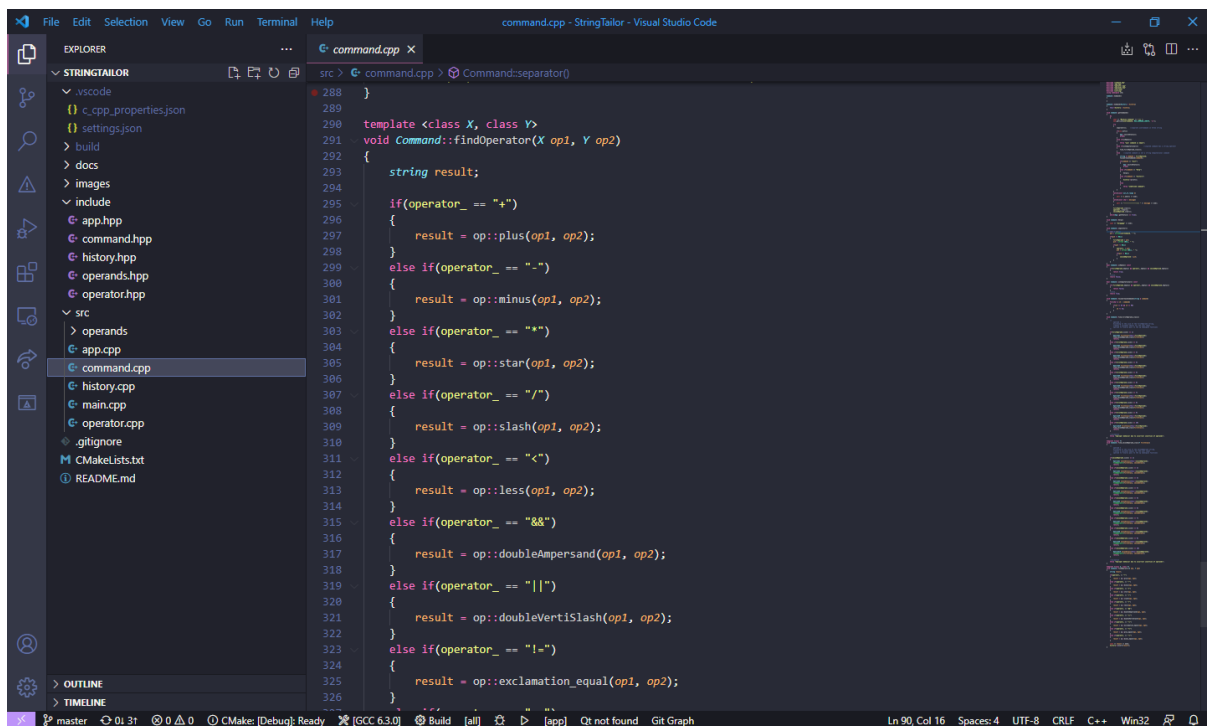 File Edit Selection View Go Run Terminal Help
command.cpp - StringTailor - Visual Studio Code
EXPLORER
STRINGTAILOR
.vscode
{} c_cpp_properties.json
{} settings.json
build
docs
images
include
app.hpp
command.hpp
history.hpp
operands.hpp
operator.hpp
src
operands
app.cpp
command.cpp
history.cpp
main.cpp
operator.cpp
.gitignore
CMakeLists.txt
README.md
OUTLINE
TIMELINE
command.cpp
src > command.cpp > Command::separator()
288 }
289
290 template <class X, class Y>
291 void Command::findOperator(X op1, Y op2)
292 {
293 string result;
294
295 if(operator_ == "+")
296 {
297 result = op::plus(op1, op2);
298 }
299 else if(operator_ == "-")
300 {
301 result = op::minus(op1, op2);
302 }
303 else if(operator_ == "*")
304 {
305 result = op::star(op1, op2);
306 }
307 else if(operator_ == "/")
308 {
309 result = op::slash(op1, op2);
310 }
311 else if(operator_ == "<")
312 {
313 result = op::less(op1, op2);
314 }
315 else if(operator_ == "&&")
316 {
317 result = op::doubleAmpersand(op1, op2);
318 }
319 else if(operator_ == "||")
320 {
321 result = op::doubleVertiSlash(op1, op2);
322 }
323 else if(operator_ == "!=")
324 {
325 result = op::exclamation_equal(op1, op2);
326 }
master 0↓ 3↑ 0 0 CMake: [Debug]: Ready [GCC 6.3.0] Build [all] [app] Qt not found Git Graph
Ln 90, Col 16 Spaces: 4 UTF-8 CRLF C++ Win32